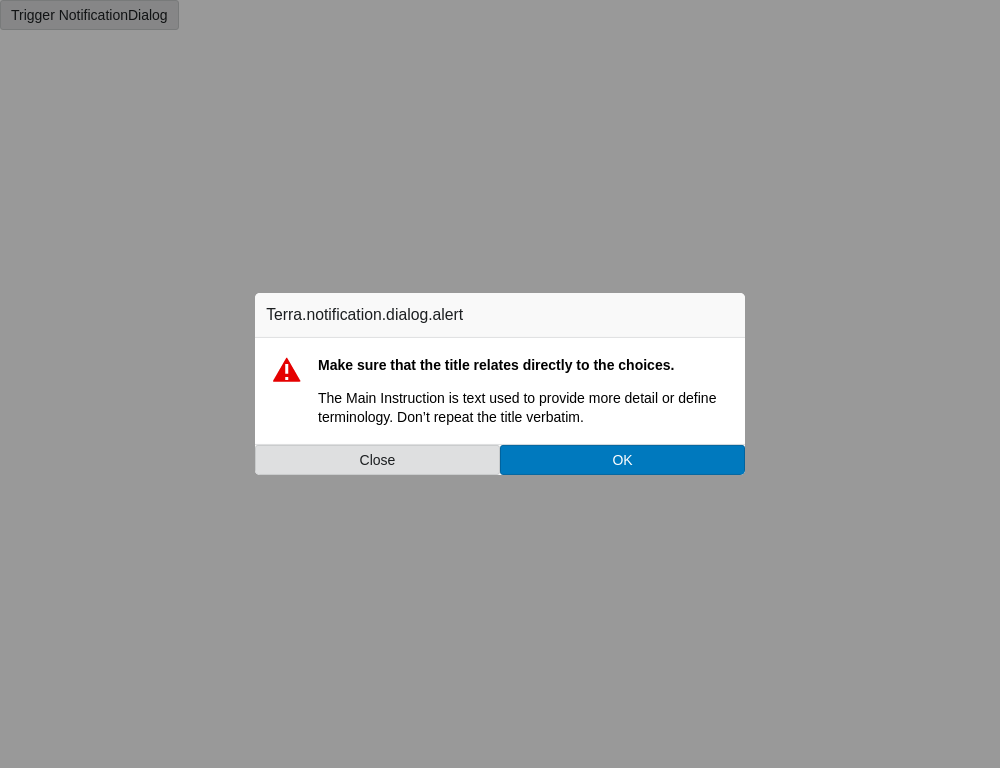 Trigger NotificationDialog
Terra.notification.dialog.alert
Make sure that the title relates directly to the choices.
The Main Instruction is text used to provide more detail or define
terminology. Don’t repeat the title verbatim.
Close
OK